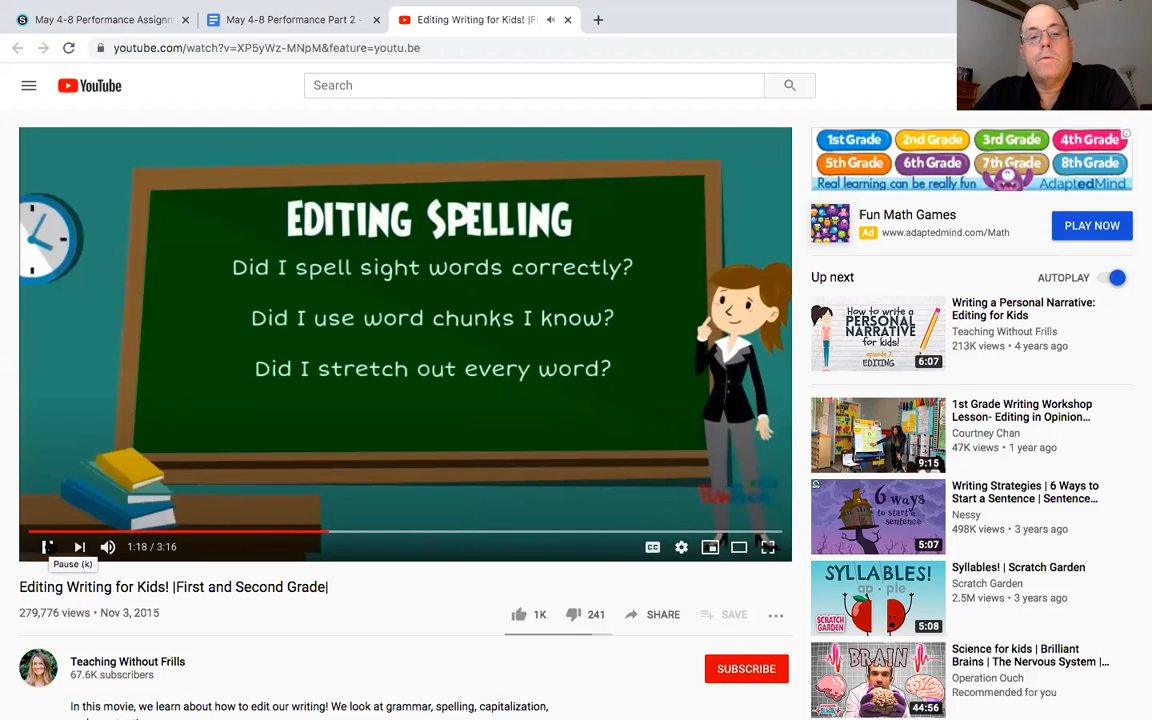 May 4-8 Performance Assignm
May 4-8 Performance Part 2 -
Editing Writing for Kids! |Fi
youtube.com/watch?v=XP5yWz-MNpM&feature=youtu.be
YouTube
Search
EDITING SPELLING
Did I spell sight words correctly?
Did I use word chunks I know?
Did I stretch out every word?
1:18 / 3:16
CC
Pause (k)
Editing Writing for Kids! |First and Second Grade|
279,776 views • Nov 3, 2015
1K
241
SHARE
SAVE
Teaching Without Frills
67.6K subscribers
SUBSCRIBE
In this movie, we learn about how to edit our writing! We look at grammar, spelling, capitalization,
1st Grade 2nd Grade 3rd Grade 4th Grade
5th Grade 6th Grade 7th Grade 8th Grade
Real learning can be really fun AdaptedMind
Fun Math Games
Ad www.adaptedmind.com/Math
PLAY NOW
Up next
AUTOPLAY
How to write a
PERSONAL
NARRATIVE
for kids!
EDITING
6:07
Writing a Personal Narrative:
Editing for Kids
Teaching Without Frills
213K views • 4 years ago
9:15
1st Grade Writing Workshop
Lesson- Editing in Opinion...
Courtney Chan
47K views • 1 year ago
6 ways
to start a
sentence
5:07
Writing Strategies | 6 Ways to
Start a Sentence | Sentence...
Nessy
498K views • 3 years ago
SYLLABLES!
ap • ple
SCRATCH
GARDEN
5:08
Syllables! | Scratch Garden
Scratch Garden
2.5M views • 3 years ago
BRAIN
44:56
Science for kids | Brilliant
Brains | The Nervous System |...
Operation Ouch
Recommended for you